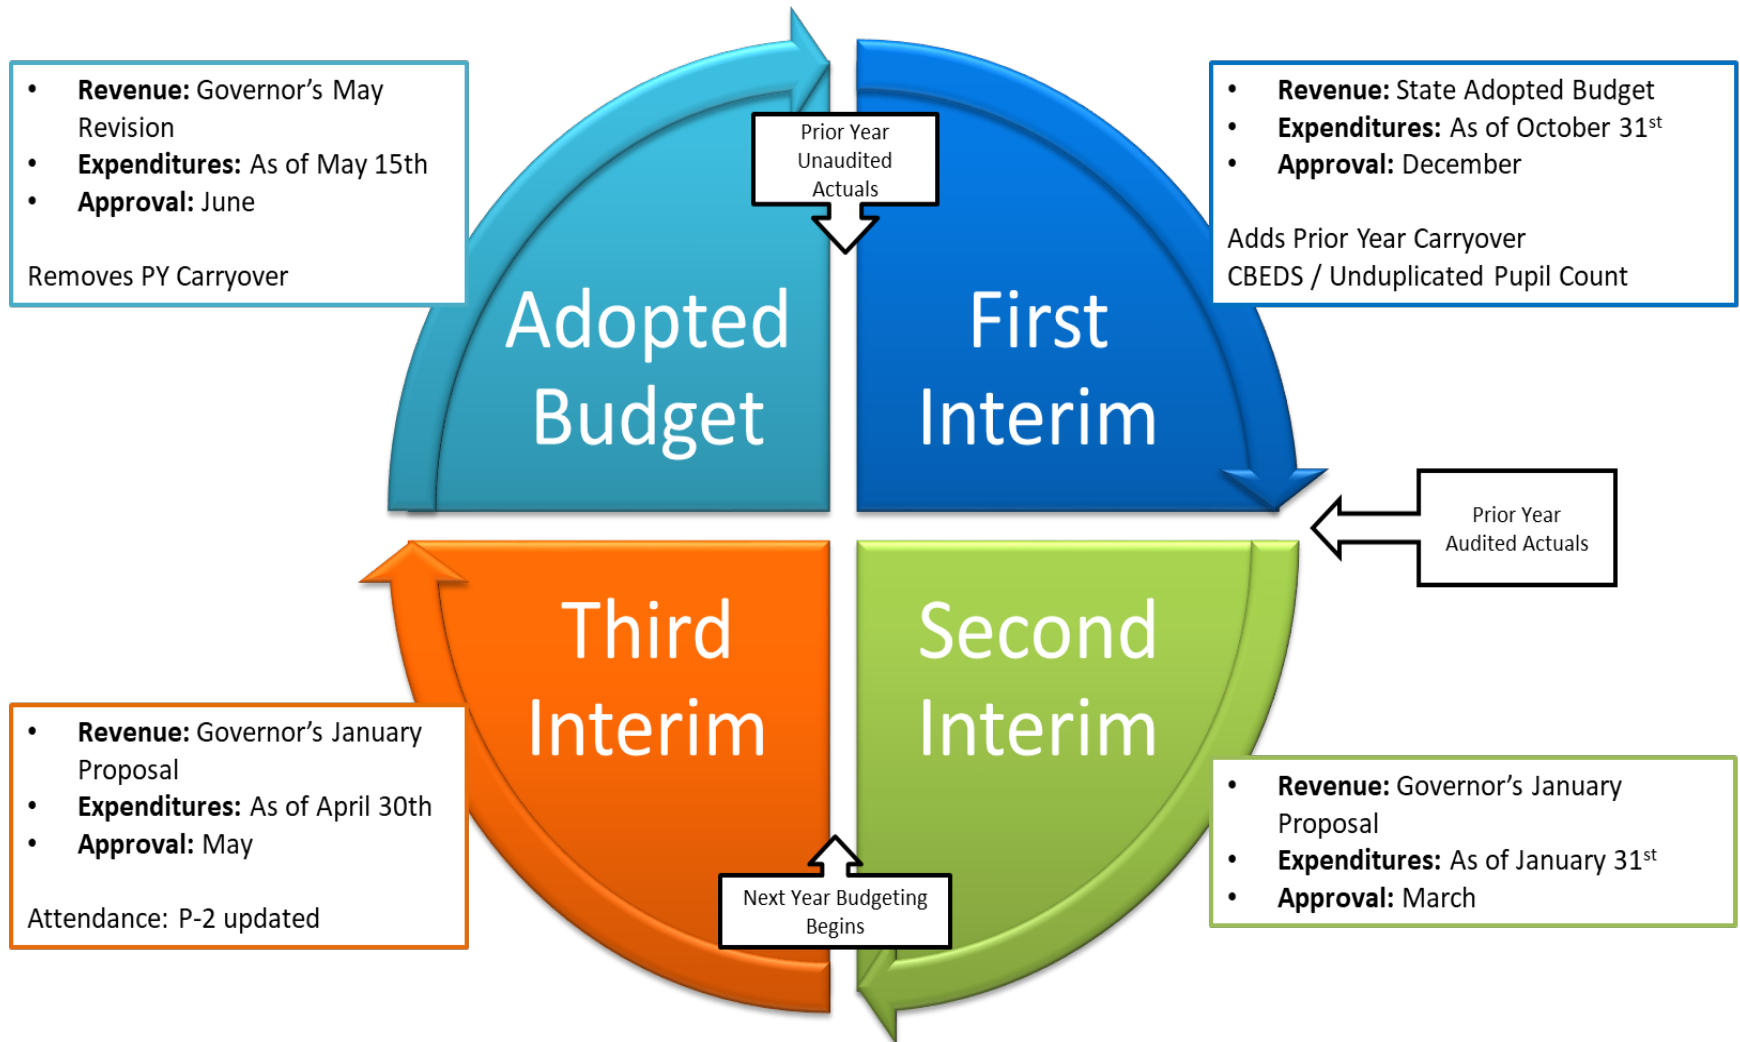 • Revenue: Governor’s May
Revision
• Expenditures: As of May 15th
• Approval: June
Removes PY Carryover
Prior Year
Unaudited
Actuals
• Revenue: State Adopted Budget
• Expenditures: As of October 31st
• Approval: December
Adds Prior Year Carryover
CBEDS / Unduplicated Pupil Count
Adopted
Budget
First
Interim
Prior Year
Audited Actuals
Third
Interim
Second
Interim
• Revenue: Governor’s January
Proposal
• Expenditures: As of April 30th
• Approval: May
Attendance: P-2 updated
Next Year Budgeting
Begins
• Revenue: Governor’s January
Proposal
• Expenditures: As of January 31st
• Approval: March